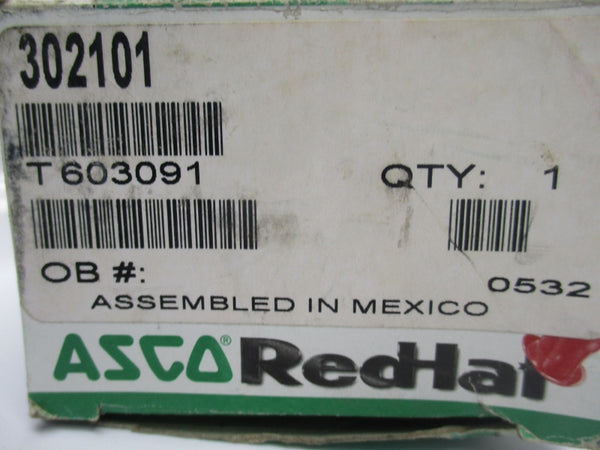 302101
T 603091
QTY: 1
OB #:
0532
ASSEMBLED IN MEXICO
ASCO® RedHat